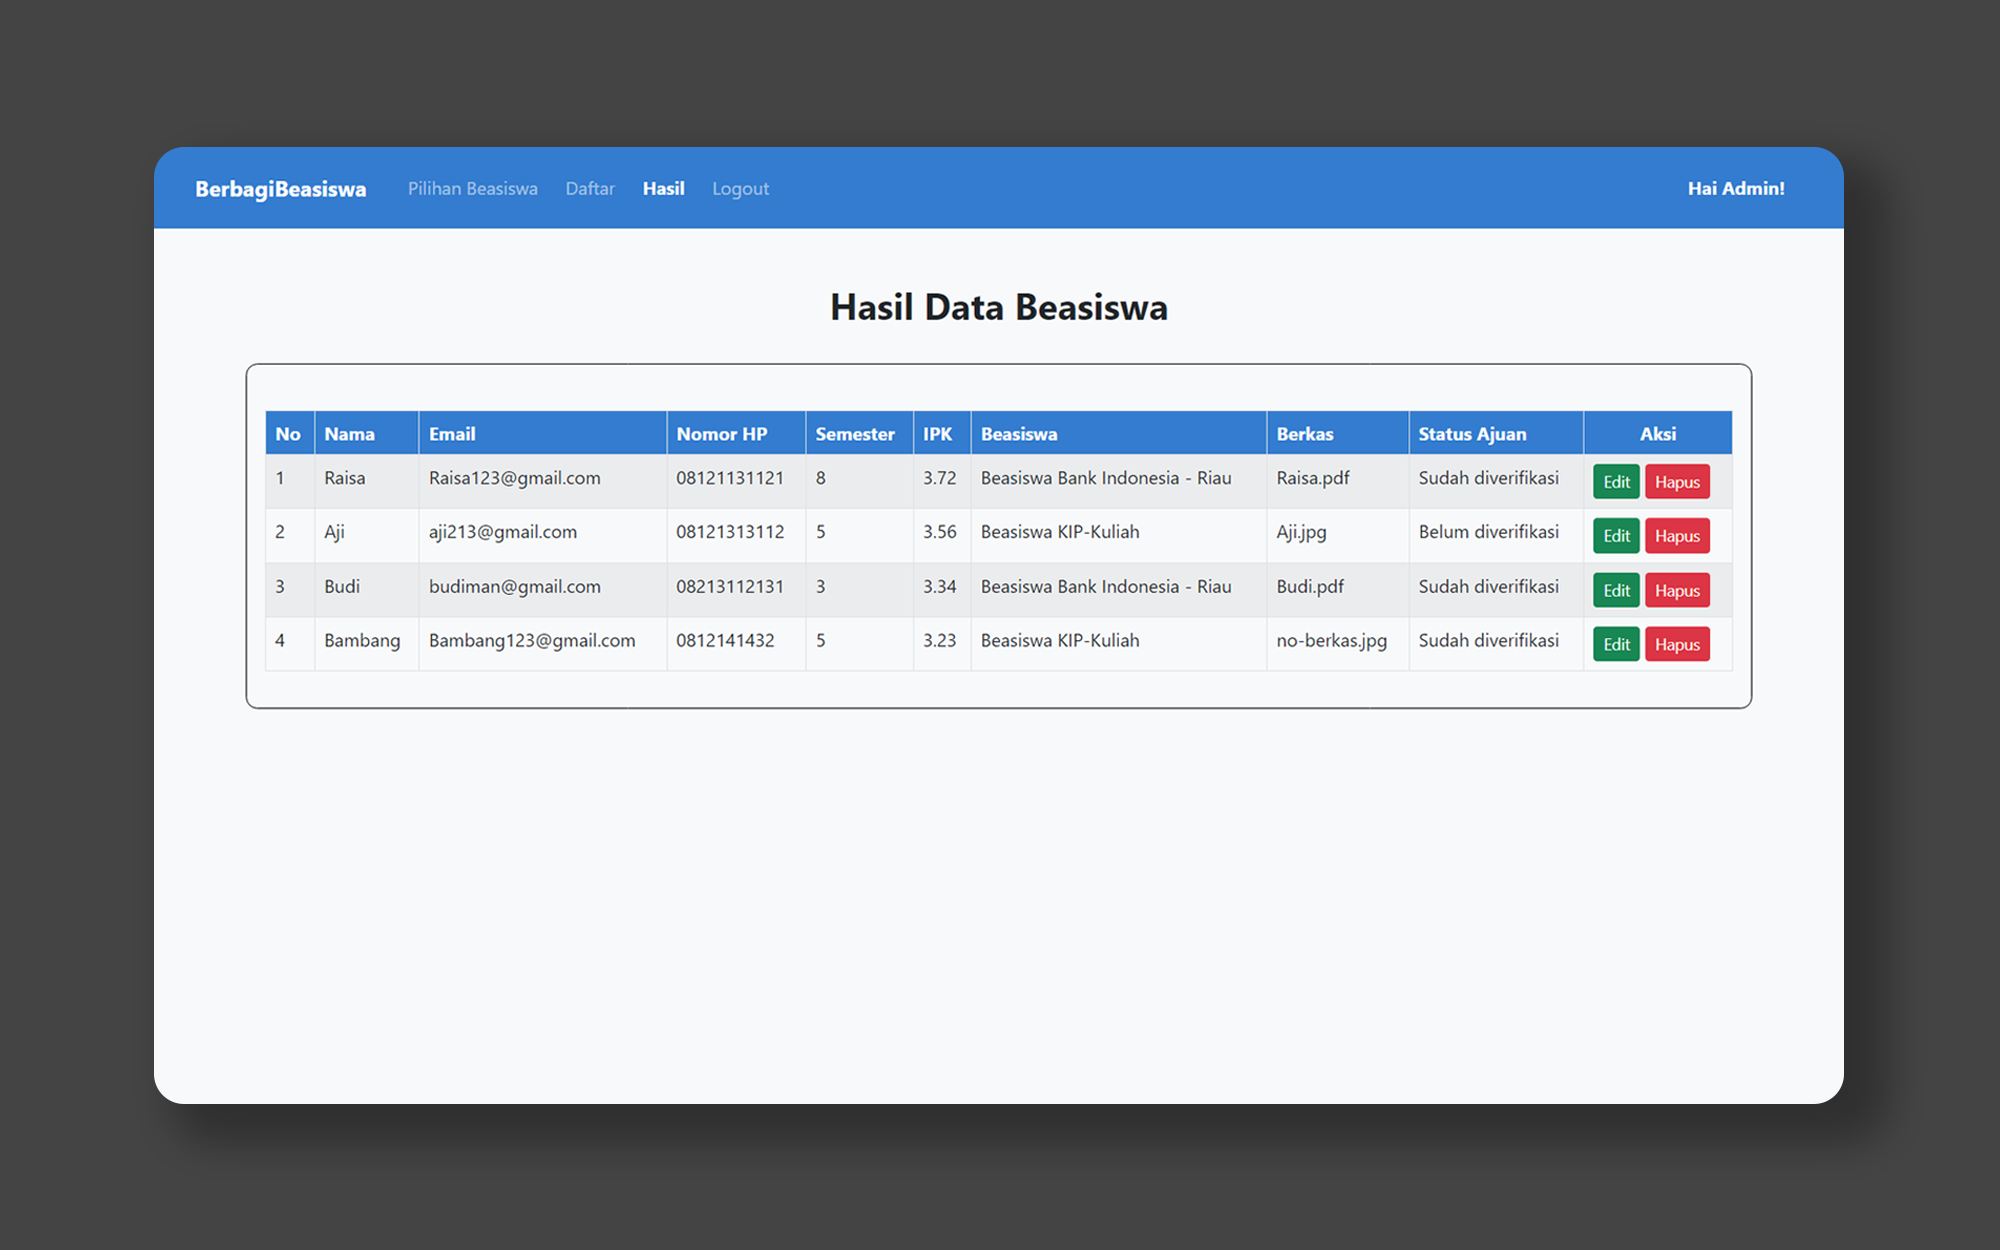 BerbagiBeasiswa Pilihan Beasiswa Daftar Hasil Logout Hai Admin!
Hasil Data Beasiswa
No Nama Email Nomor HP Semester IPK Beasiswa Berkas Status Ajuan Aksi
1 Raisa Raisa123@gmail.com 08121131121 8 3.72 Beasiswa Bank Indonesia - Riau Raisa.pdf Sudah diverifikasi Edit Hapus
2 Aji aji213@gmail.com 08121313112 5 3.56 Beasiswa KIP-Kuliah Aji.jpg Belum diverifikasi Edit Hapus
3 Budi budiman@gmail.com 08213112131 3 3.34 Beasiswa Bank Indonesia - Riau Budi.pdf Sudah diverifikasi Edit Hapus
4 Bambang Bambang123@gmail.com 0812141432 5 3.23 Beasiswa KIP-Kuliah no-berkas.jpg Sudah diverifikasi Edit Hapus